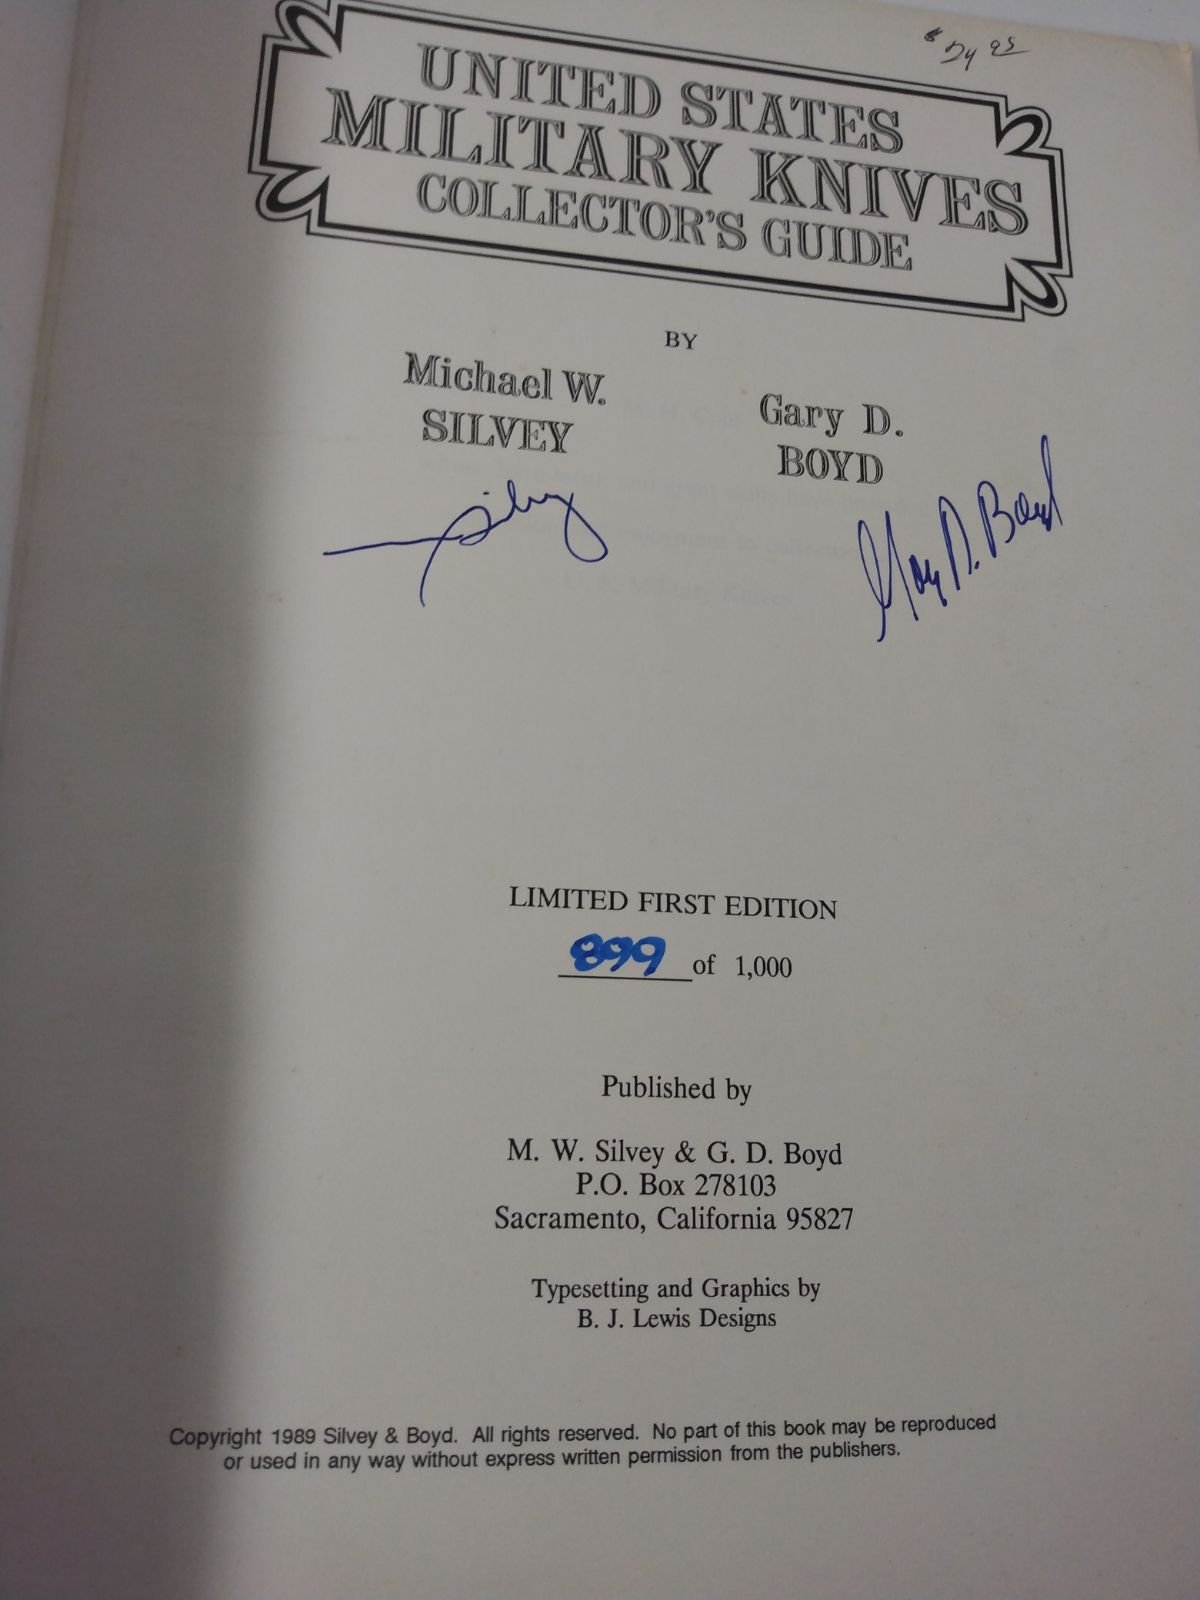 UNITED STATES
MILITARY KNIVES
COLLECTOR'S GUIDE
BY
Michael W.
SILVEY
Gary D.
BOYD
Silvey
Gary D. Boyd
LIMITED FIRST EDITION
899 of 1,000
Published by
M. W. Silvey & G. D. Boyd
P.O. Box 278103
Sacramento, California 95827
Typesetting and Graphics by
B. J. Lewis Designs
Copyright 1989 Silvey & Boyd. All rights reserved. No part of this book may be reproduced
or used in any way without express written permission from the publishers.